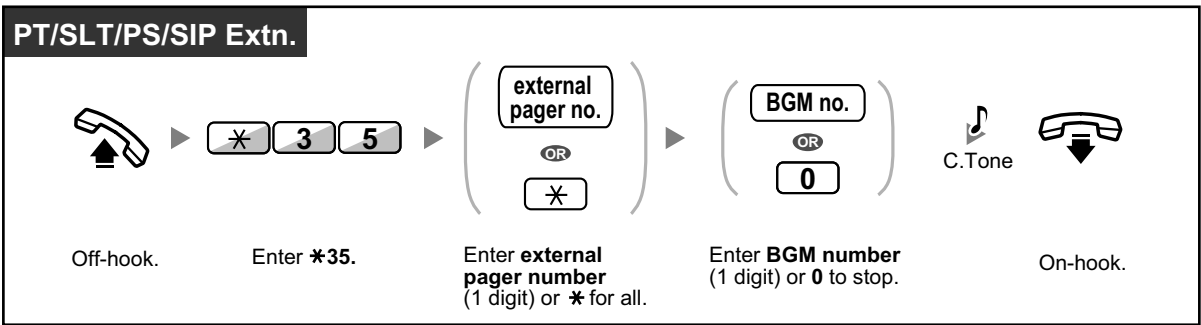 PT/SLT/PS/SIP Extn.
external
pager no.
OR
*
BGM no.
OR
0
* 3 5
C.Tone
Off-hook.
Enter *35.
Enter external
pager number
(1 digit) or * for all.
Enter BGM number
(1 digit) or 0 to stop.
On-hook.